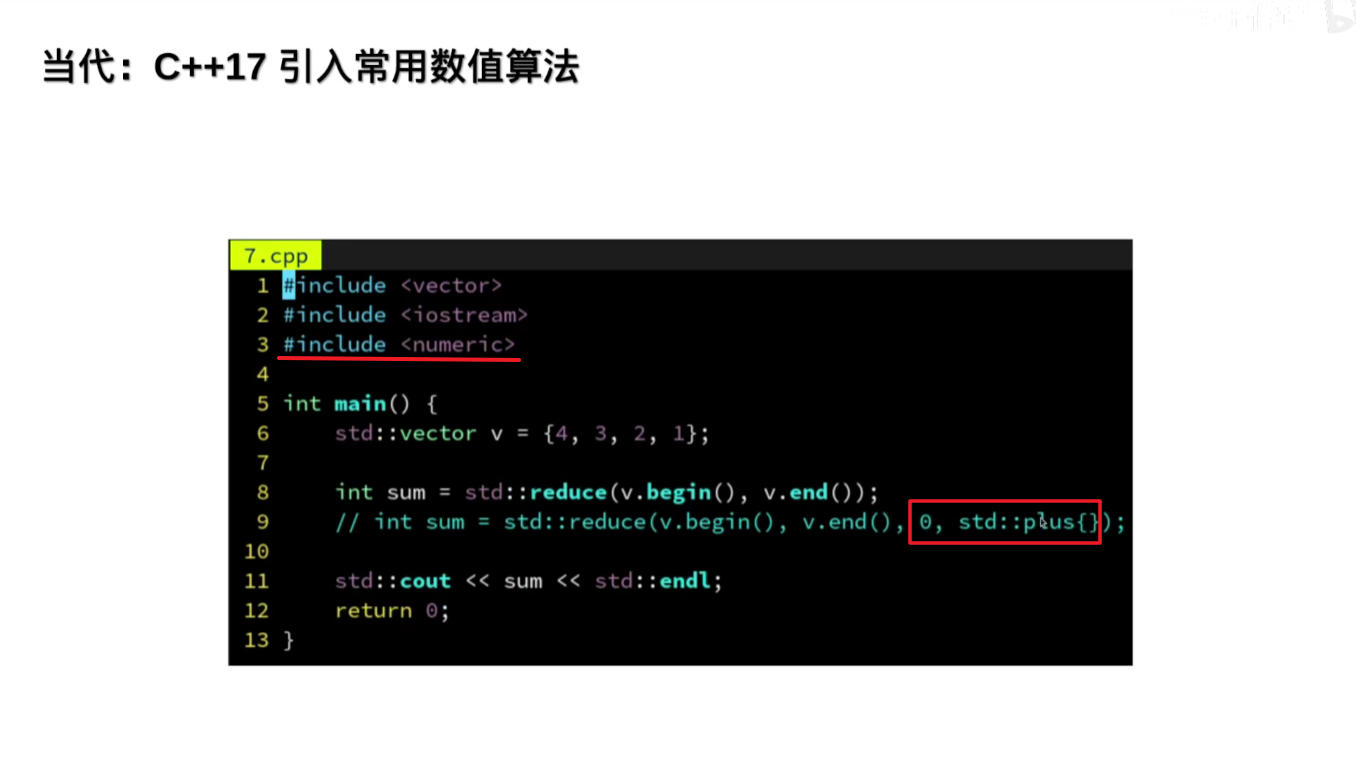 当代：C++17 引入常用数值算法
7.cpp
1 #include <vector>
2 #include <iostream>
3 #include <numeric>
4
5 int main() {
6     std::vector v = {4, 3, 2, 1};
7
8     int sum = std::reduce(v.begin(), v.end());
9     // int sum = std::reduce(v.begin(), v.end(), 0, std::plus{});
10
11     std::cout << sum << std::endl;
12     return 0;
13 }